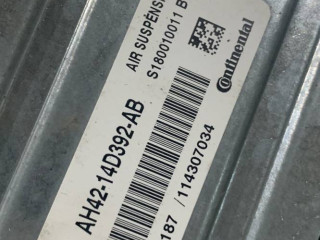 AIR SUSPENS
S180010011 B
Continental
AH42-14D392-AB
187 /114307034